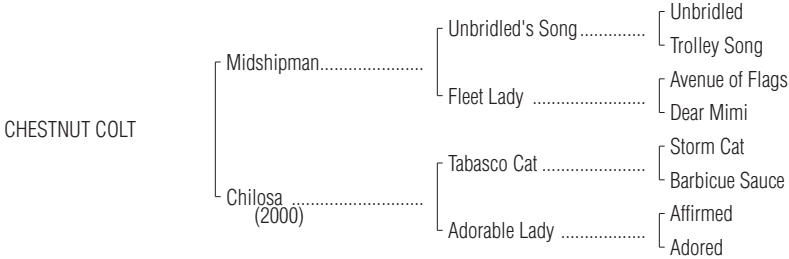 Unbridled
Unbridled's Song..............
Trolley Song
Midshipman......................
Avenue of Flags
Fleet Lady ........................
Dear Mimi
CHESTNUT COLT
Storm Cat
Tabasco Cat ......................
Barbicue Sauce
Chilosa ............................
(2000)
Affirmed
Adorable Lady ..................
Adored